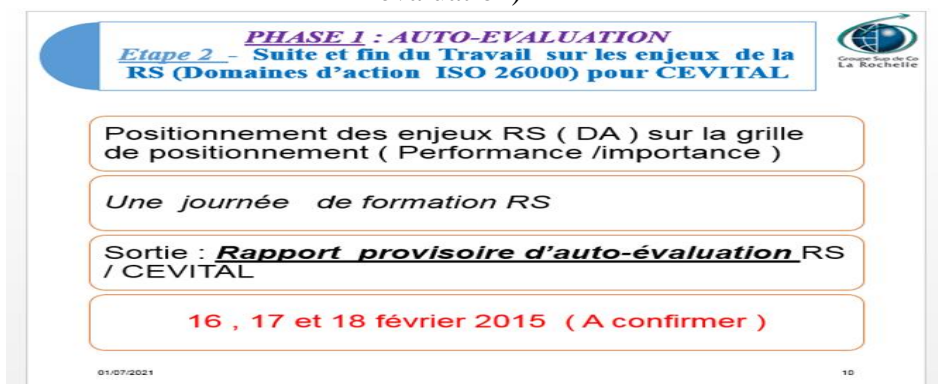 PHASE 1 : AUTO-EVALUATION
Etape 2 - Suite et fin du Travail sur les enjeux de la
RS (Domaines d'action ISO 26000) pour CEVITAL
Groupe Sup de Co
La Rochelle
Positionnement des enjeux RS ( DA ) sur la grille
de positionnement ( Performance /importance )
Une journée de formation RS
Sortie : Rapport provisoire d'auto-évaluation RS
/ CEVITAL
16 , 17 et 18 février 2015 ( A confirmer )
01/07/2021
10